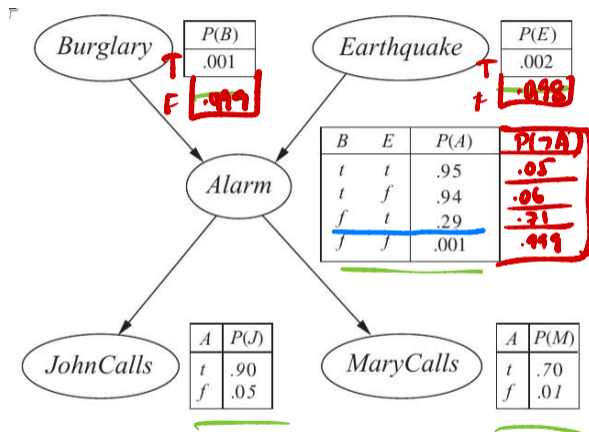 Burglary
P(B)
T .001
F .999
Earthquake
P(E)
T .002
F .998
B E P(A) P(¬A)
t t .95 .05
t f .94 .06
f t .29 .71
f f .001 .999
Alarm
JohnCalls
A P(J)
t .90
f .05
MaryCalls
A P(M)
t .70
f .01